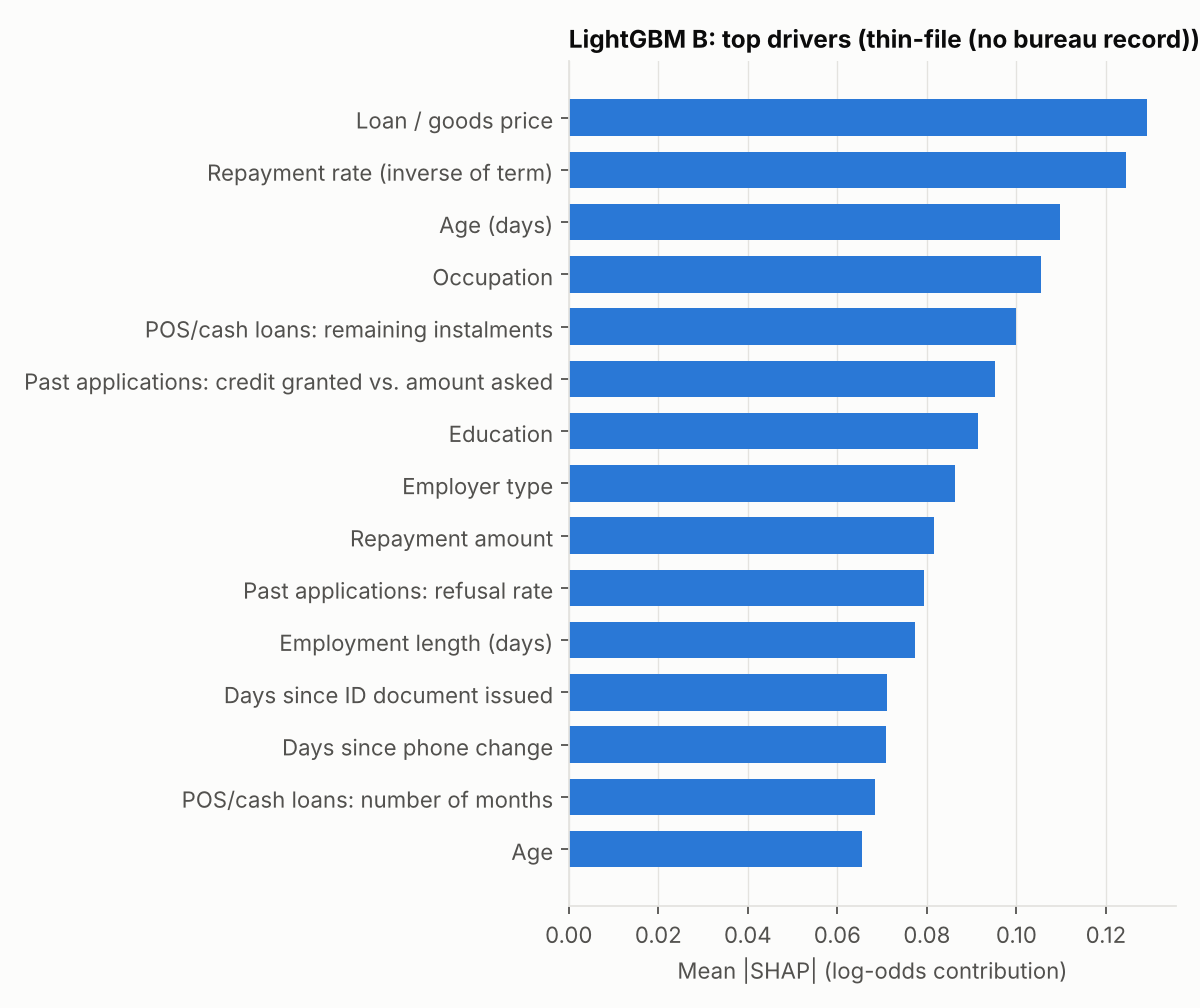 LightGBM B: top drivers (thin-file (no bureau record))
Loan / goods price
Repayment rate (inverse of term)
Age (days)
Occupation
POS/cash loans: remaining instalments
Past applications: credit granted vs. amount asked
Education
Employer type
Repayment amount
Past applications: refusal rate
Employment length (days)
Days since ID document issued
Days since phone change
POS/cash loans: number of months
Age
0.00 0.02 0.04 0.06 0.08 0.10 0.12
Mean |SHAP| (log-odds contribution)